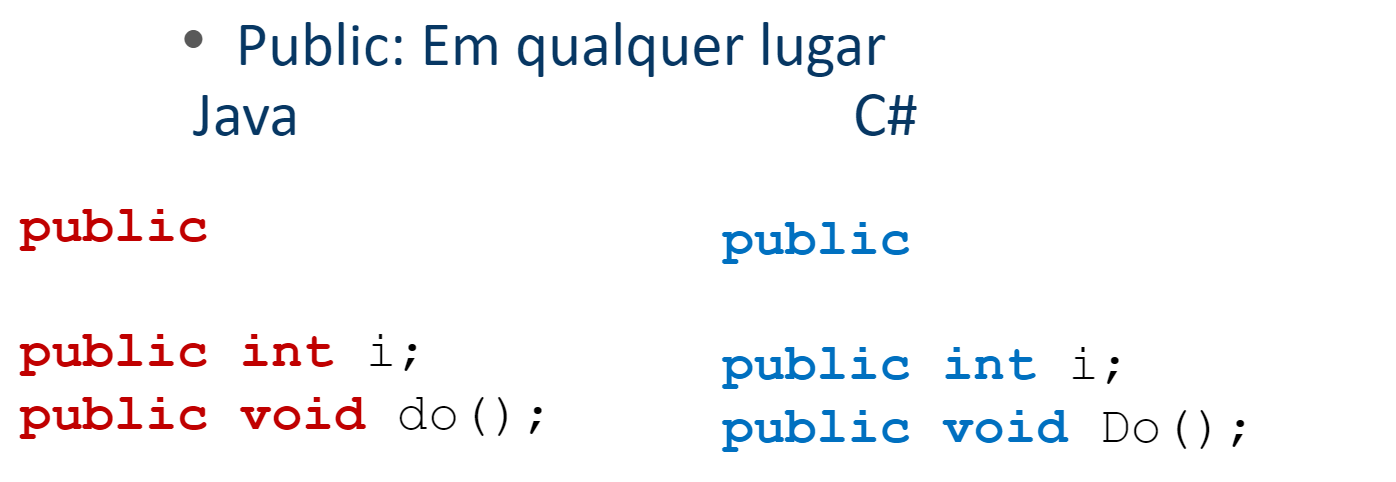 • Public: Em qualquer lugar
Java
C#
public
public int i;
public void do();
public
public int i;
public void Do();